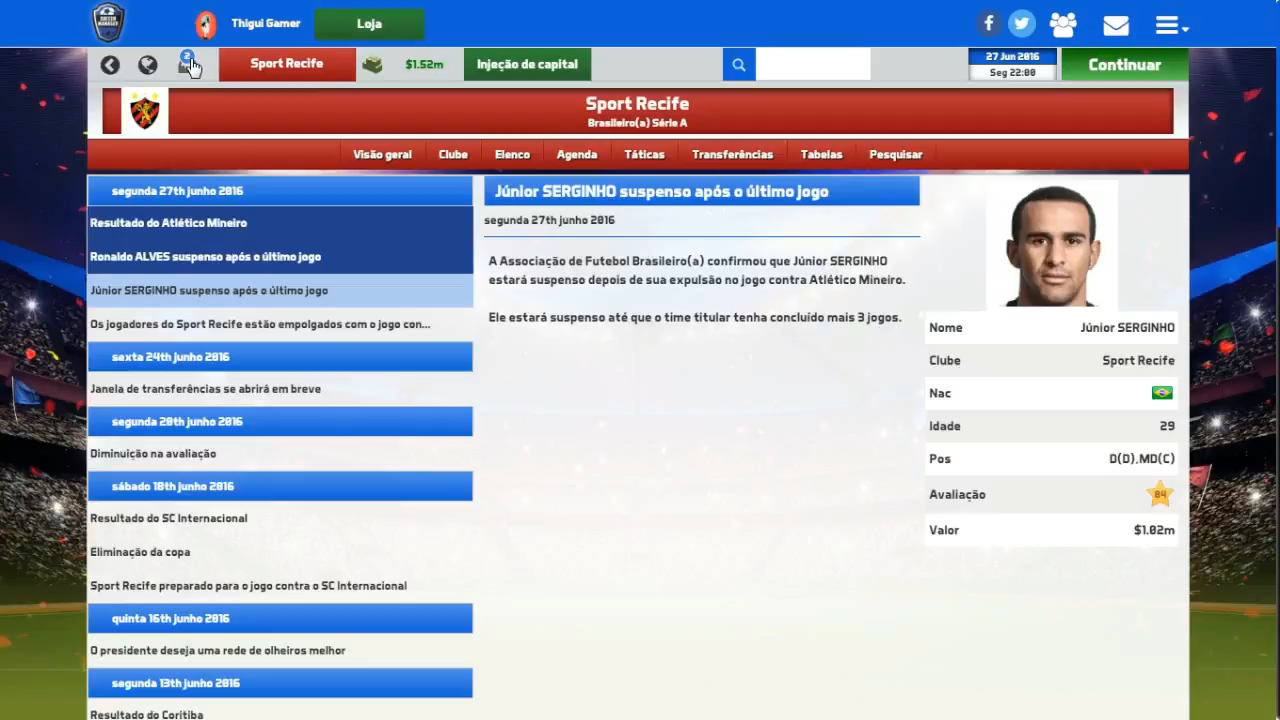 Thigui Gamer
Loja
2
Sport Recife
$1.52m
Injeção de capital
27 Jun 2016
Seg 22:00
Continuar
Sport Recife
Brasileiro(a) Série A
Visão geral
Clube
Elenco
Agenda
Táticas
Transferências
Tabelas
Pesquisar
segunda 27th junho 2016
Resultado do Atlético Mineiro
Ronaldo ALVES suspenso após o último jogo
Júnior SERGINHO suspenso após o último jogo
Os jogadores do Sport Recife estão empolgados com o jogo con...
sexta 24th junho 2016
Janela de transferências se abrirá em breve
segunda 20th junho 2016
Diminuição na avaliação
sábado 18th junho 2016
Resultado do SC Internacional
Eliminação da copa
Sport Recife preparado para o jogo contra o SC Internacional
quinta 16th junho 2016
O presidente deseja uma rede de olheiros melhor
segunda 13th junho 2016
Resultado do Coritiba
Júnior SERGINHO suspenso após o último jogo
segunda 27th junho 2016
A Associação de Futebol Brasileiro(a) confirmou que Júnior SERGINHO
estará suspenso depois de sua expulsão no jogo contra Atlético Mineiro.
Ele estará suspenso até que o time titular tenha concluído mais 3 jogos.
Nome Júnior SERGINHO
Clube Sport Recife
Nac
Idade 29
Pos D(D),MD(C)
Avaliação 84
Valor $1.02m